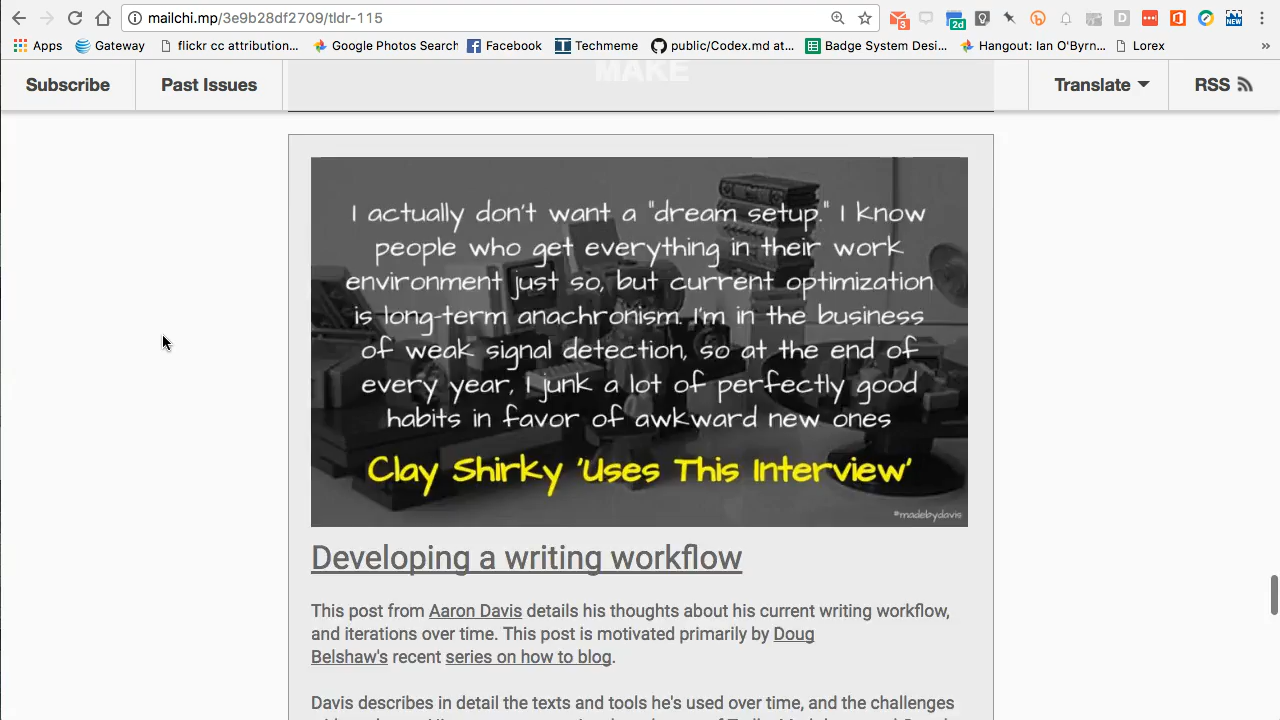 mailchi.mp/3e9b28df2709/tldr-115
3
2d
NEW
Apps
Gateway
flickr cc attribution...
Google Photos Search
Facebook
Techmeme
public/Codex.md at...
Badge System Desi...
Hangout: Ian O'Byrn...
Lorex
»
Subscribe
Past Issues
Translate
RSS
MAKE
I actually don't want a "dream setup." I know
people who get everything in their work
environment just so, but current optimization
is long-term anachronism. I'm in the business
of weak signal detection, so at the end of
every year, I junk a lot of perfectly good
habits in favor of awkward new ones
Clay Shirky 'Uses This Interview'
#madebydavis
Developing a writing workflow
This post from Aaron Davis details his thoughts about his current writing workflow,
and iterations over time. This post is motivated primarily by Doug
Belshaw's recent series on how to blog.
Davis describes in detail the texts and tools he's used over time, and the challenges